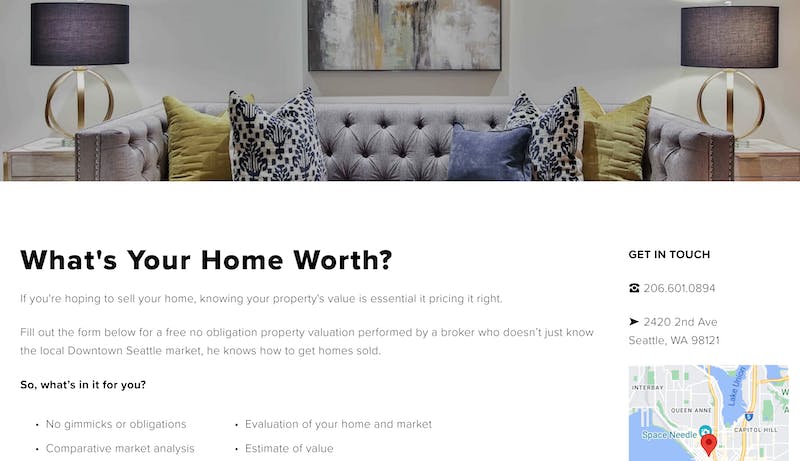 What's Your Home Worth?
If you're hoping to sell your home, knowing your property's value is essential it pricing it right.
Fill out the form below for a free no obligation property valuation performed by a broker who doesn’t just know
the local Downtown Seattle market, he knows how to get homes sold.
So, what’s in it for you?
• No gimmicks or obligations
• Comparative market analysis
• Evaluation of your home and market
• Estimate of value
GET IN TOUCH
206.601.0894
2420 2nd Ave
Seattle, WA 98121
INTERBAY
Lake Union
QUEEN ANNE
5
CAPITOL HILL
Space Needle